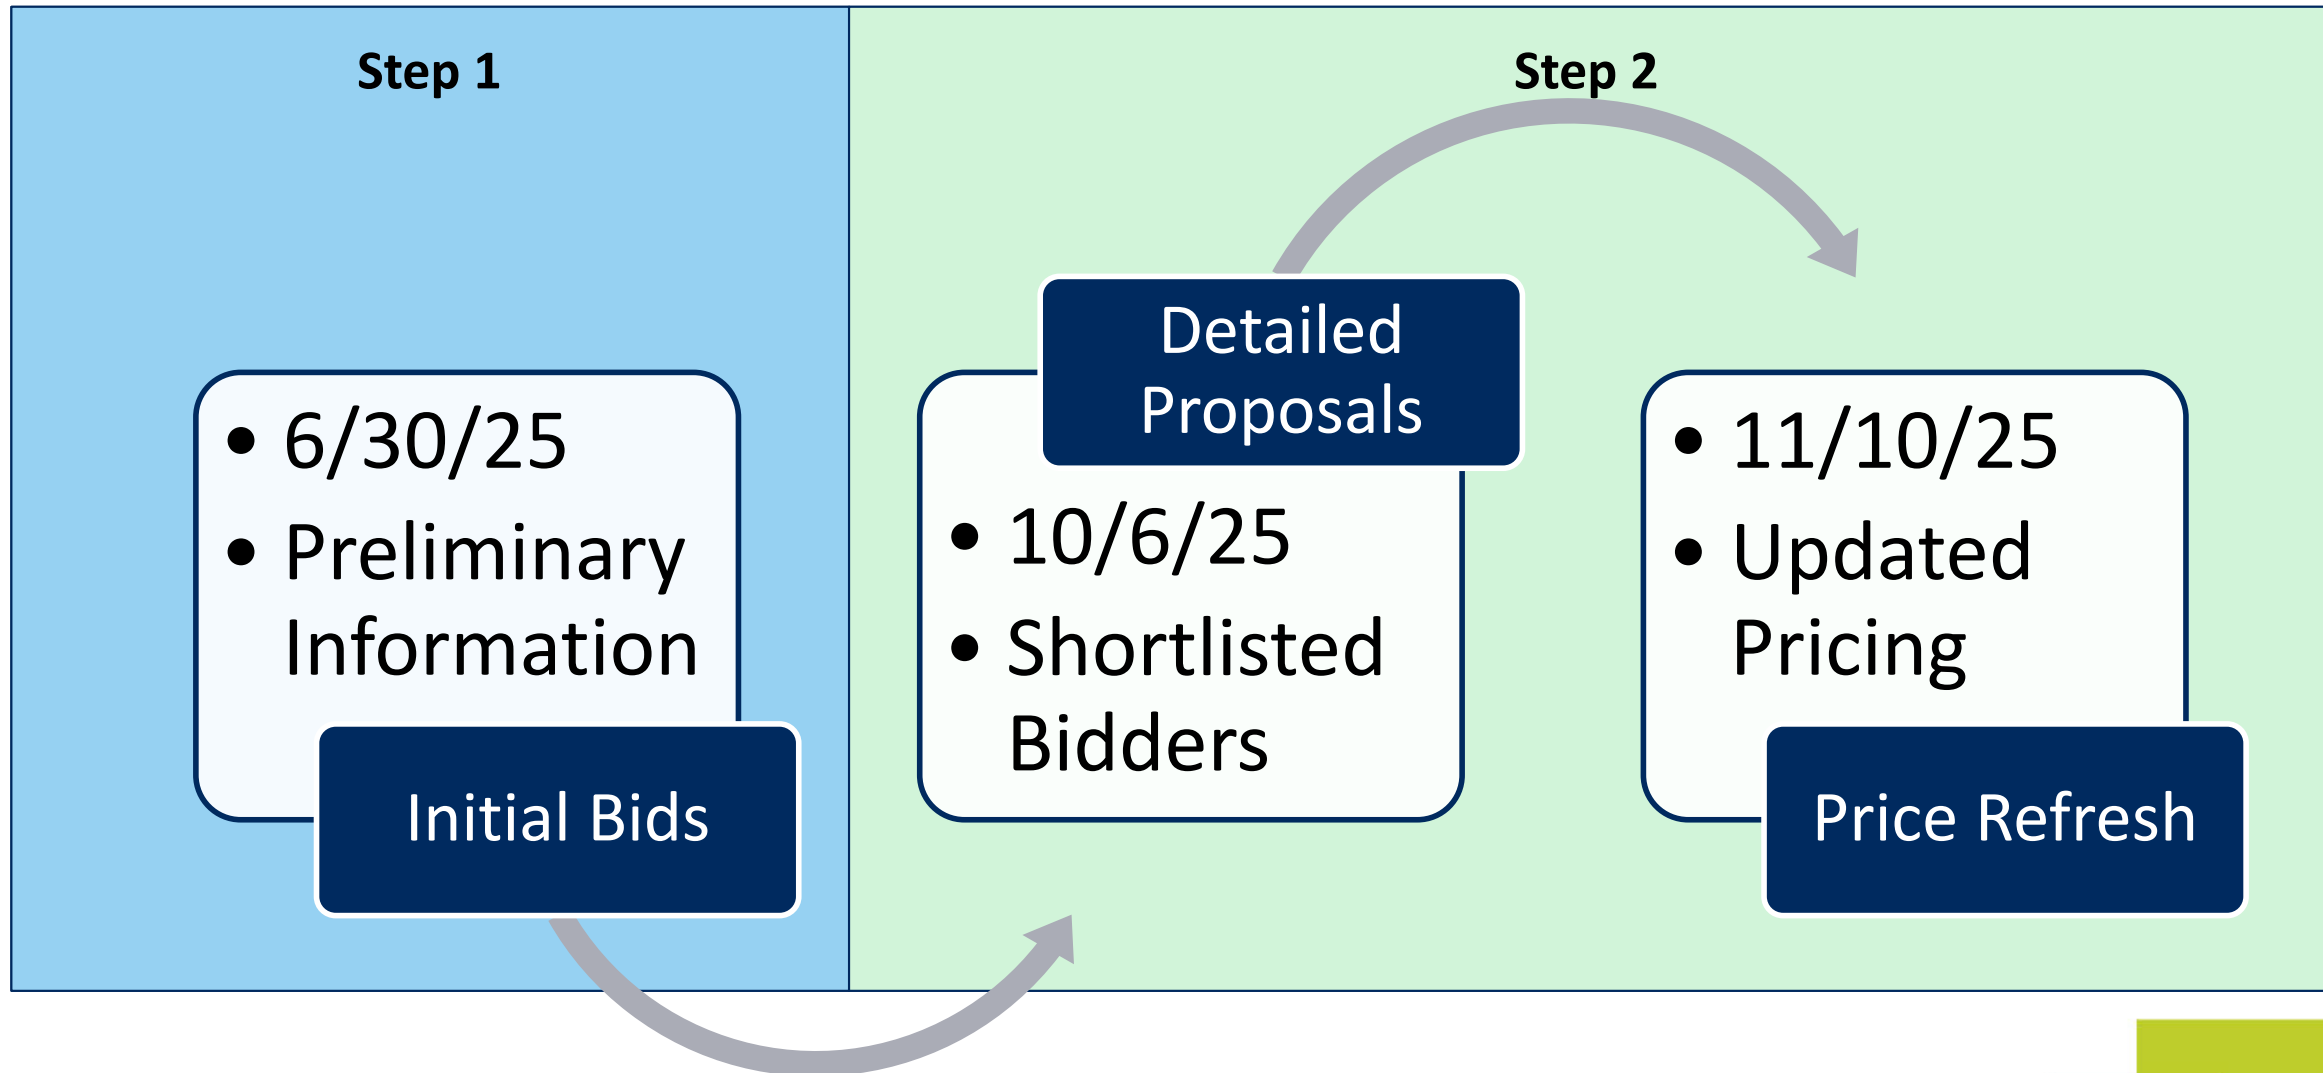 Step 1
• 6/30/25
• Preliminary
Information
Initial Bids
Step 2
Detailed
Proposals
• 10/6/25
• Shortlisted
Bidders
• 11/10/25
• Updated
Pricing
Price Refresh